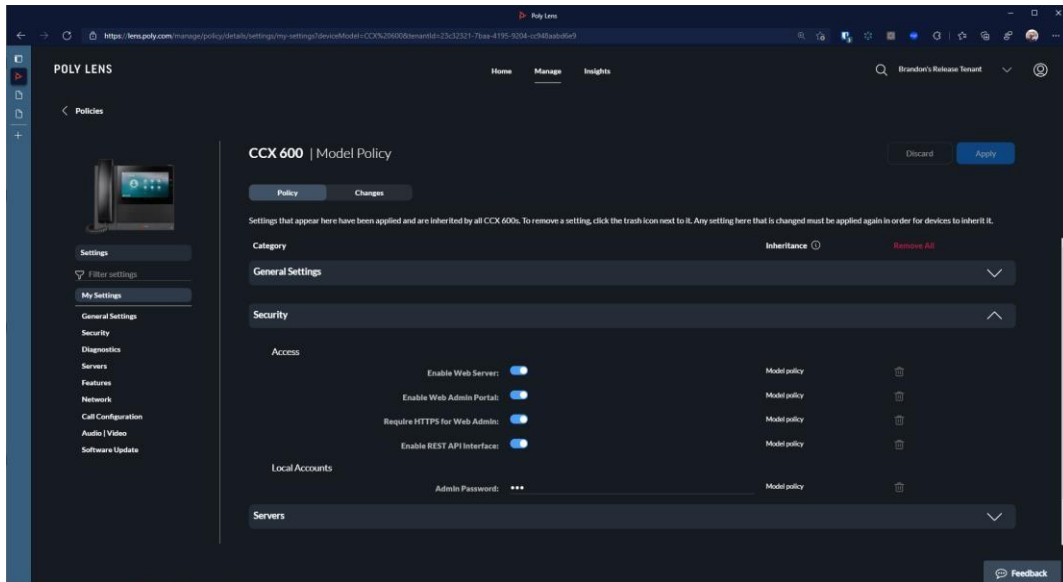 Poly Lens
https://lens.poly.com/manage/policy/details/settings/my-settings?deviceModel=CCX%20600&tenantId=23c32321-7baa-4195-9204-cc948aabd6e9
POLY LENS
Home Manage Insights
Brandon's Release Tenant
Policies
CCX 600 | Model Policy
Discard Apply
Policy Changes
Settings that appear here have been applied and are inherited by all CCX 600s. To remove a setting, click the trash icon next to it. Any setting here that is changed must be applied again in order for devices to inherit it.
Category Inheritance Remove All
Settings
Filter settings
My Settings
General Settings
Security
Diagnostics
Servers
Features
Network
Call Configuration
Audio | Video
Software Update
General Settings
Security
Access
Enable Web Server: Model policy
Enable Web Admin Portal: Model policy
Require HTTPS for Web Admin: Model policy
Enable REST API Interface: Model policy
Local Accounts
Admin Password: ••• Model policy
Servers
Feedback